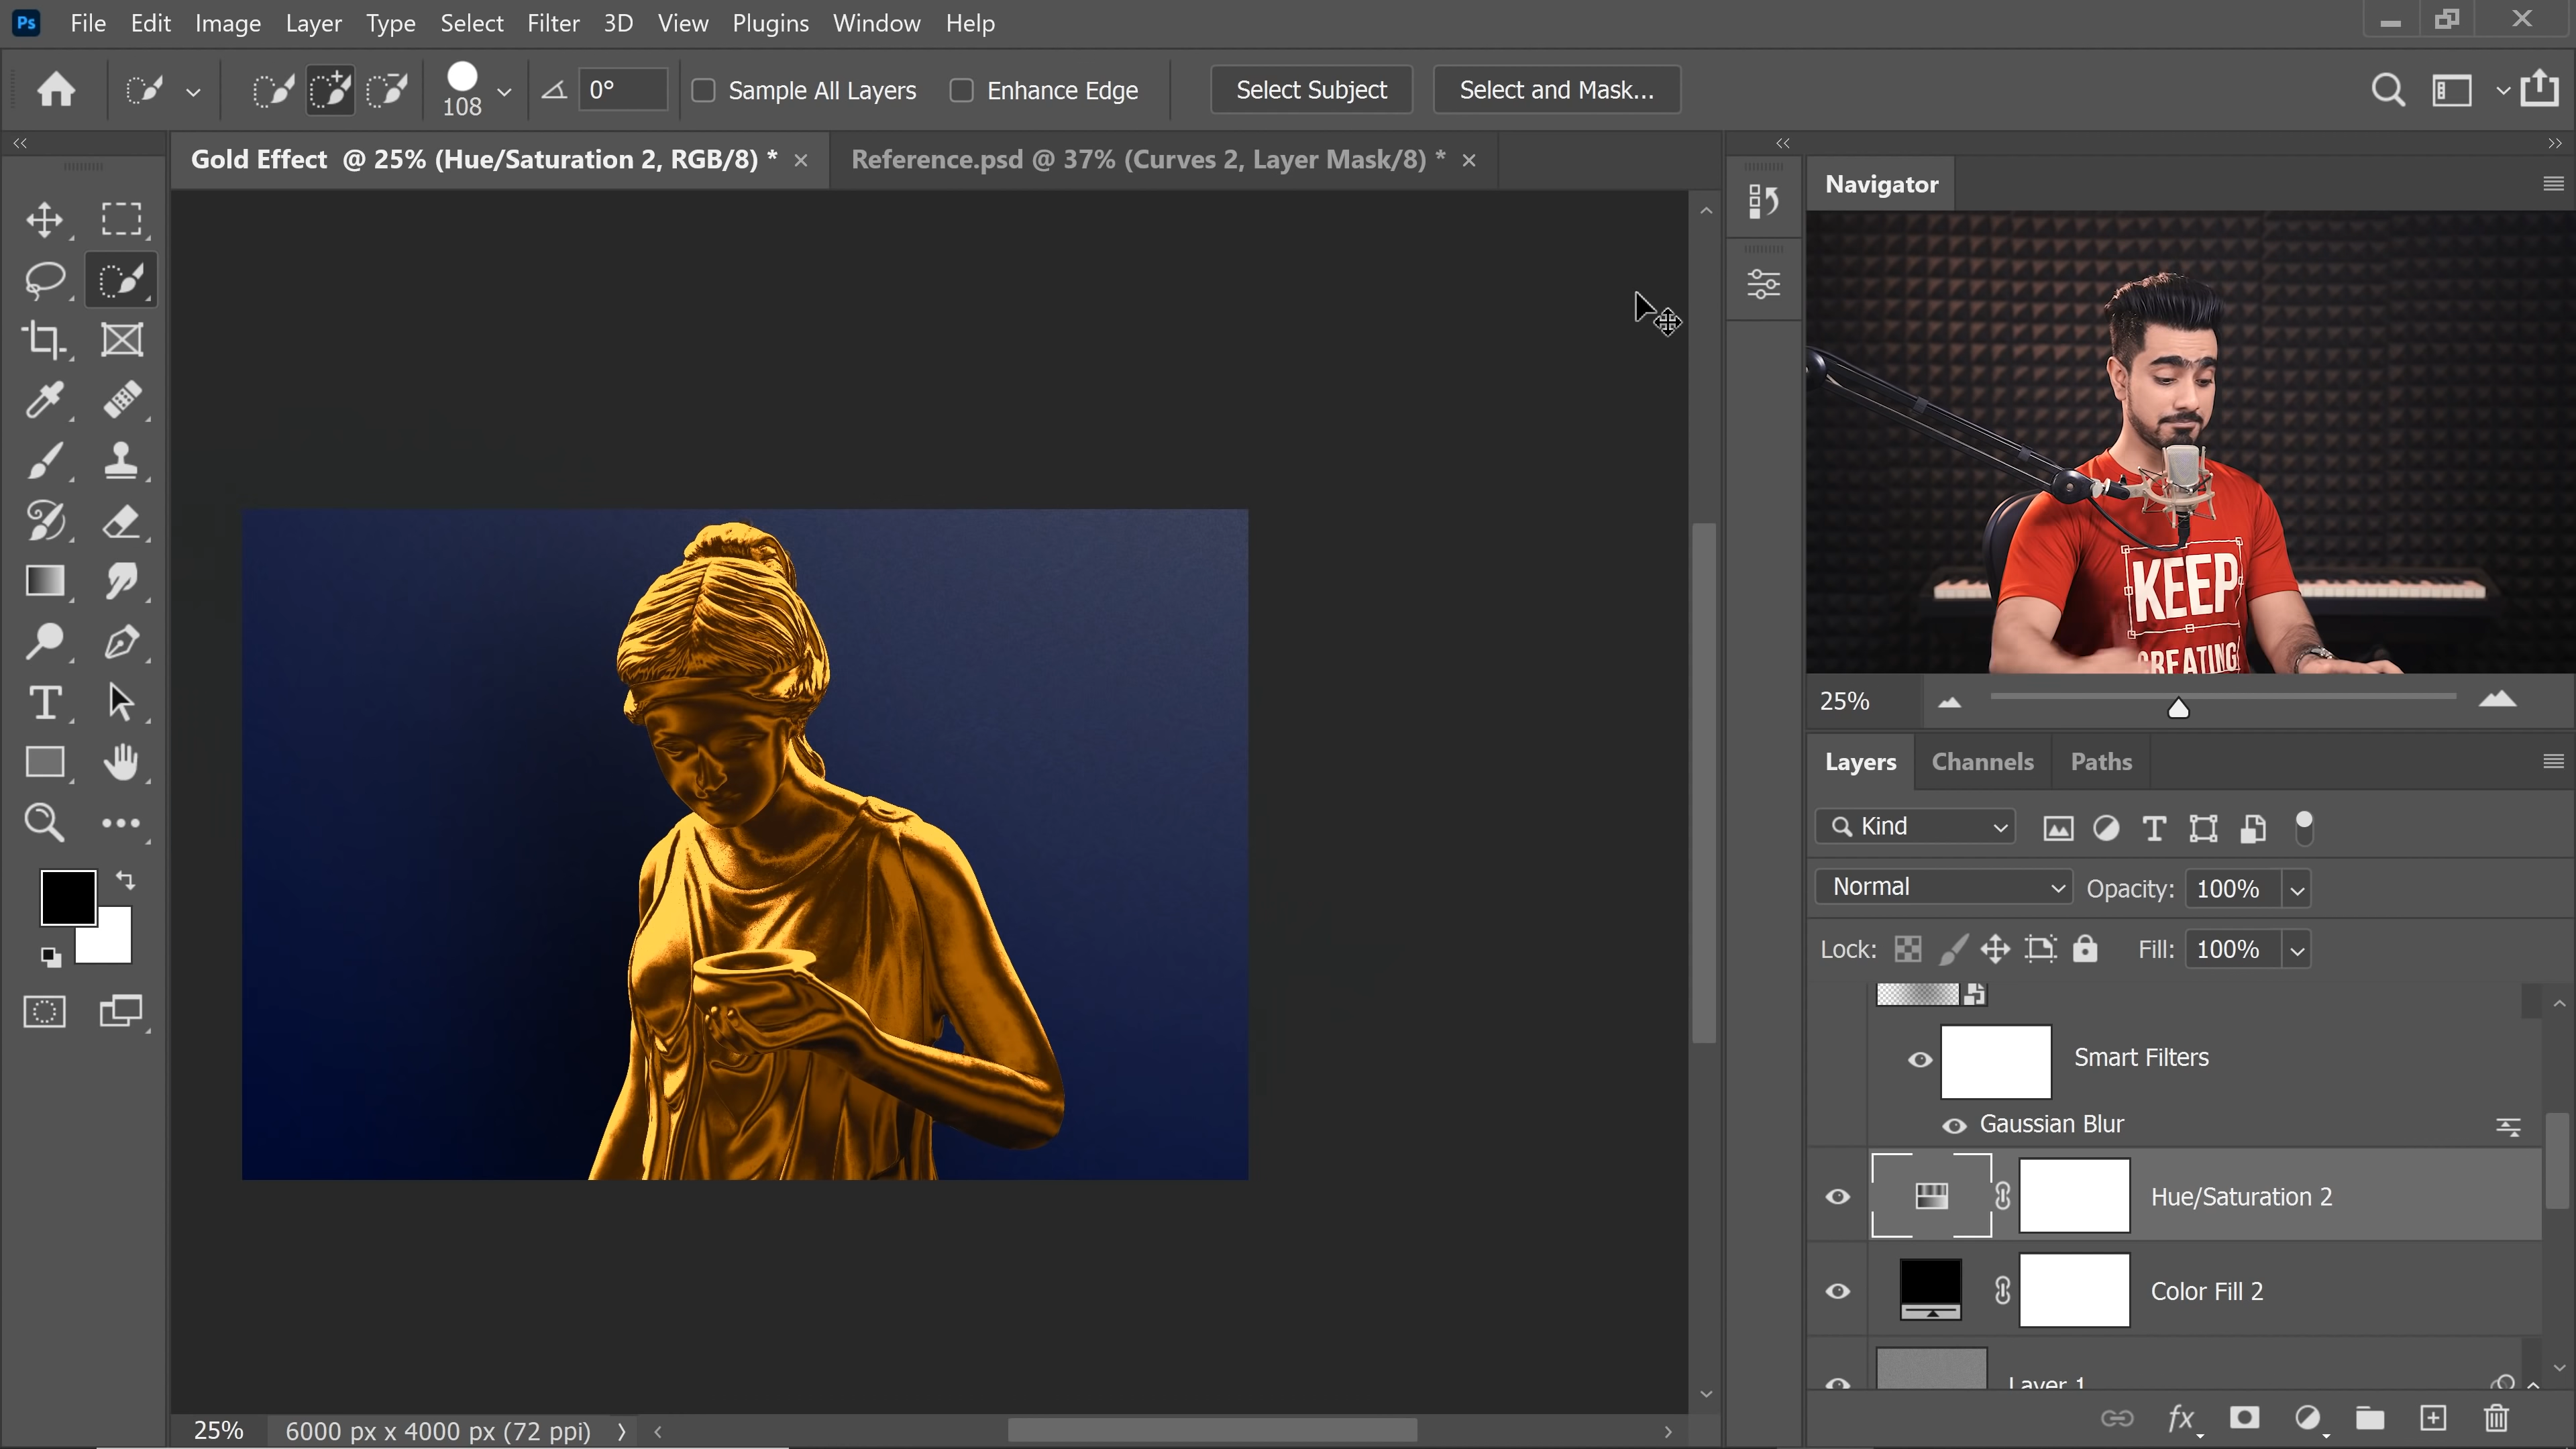 Ps File Edit Image Layer Type Select Filter 3D View Plugins Window Help
108 0° Sample All Layers Enhance Edge Select Subject Select and Mask...
Gold Effect @ 25% (Hue/Saturation 2, RGB/8) * Reference.psd @ 37% (Curves 2, Layer Mask/8) *
Navigator
KEEP
CREATING
25%
Layers Channels Paths
Kind
Normal Opacity: 100%
Lock: Fill: 100%
Smart Filters
Gaussian Blur
Hue/Saturation 2
Color Fill 2
Layer 1
25% 6000 px x 4000 px (72 ppi)
fx